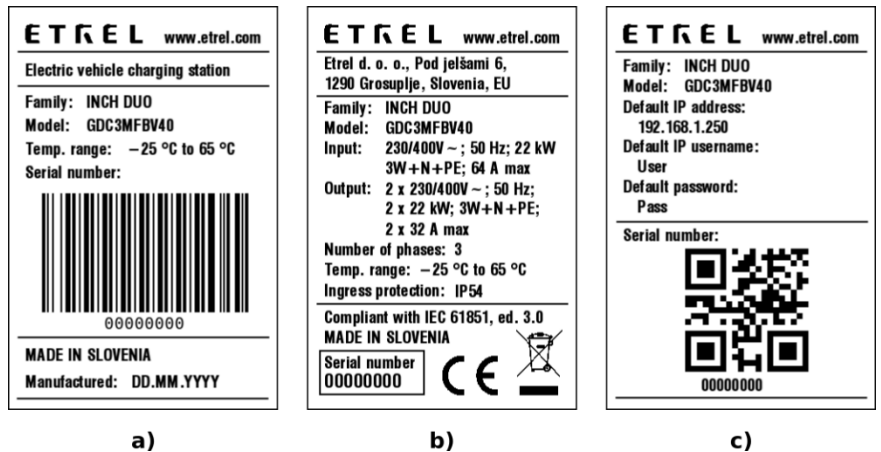 ETREL www.etrel.com
Electric vehicle charging station
Family: INCH DUO
Model: GDC3MFBV40
Temp. range: −25 °C to 65 °C
Serial number:
00000000
MADE IN SLOVENIA
Manufactured: DD.MM.YYYY
a)
ETREL www.etrel.com
Etrel d. o. o., Pod jelšami 6,
1290 Grosuplje, Slovenia, EU
Family: INCH DUO
Model: GDC3MFBV40
Input: 230/400V ~; 50 Hz; 22 kW
3W+N+PE; 64 A max
Output: 2 x 230/400V ~; 50 Hz;
2 x 22 kW; 3W+N+PE;
2 x 32 A max
Number of phases: 3
Temp. range: −25 °C to 65 °C
Ingress protection: IP54
Compliant with IEC 61851, ed. 3.0
MADE IN SLOVENIA
Serial number
00000000
CE
b)
ETREL www.etrel.com
Family: INCH DUO
Model: GDC3MFBV40
Default IP address:
192.168.1.250
Default IP username:
User
Default password:
Pass
Serial number:
00000000
c)